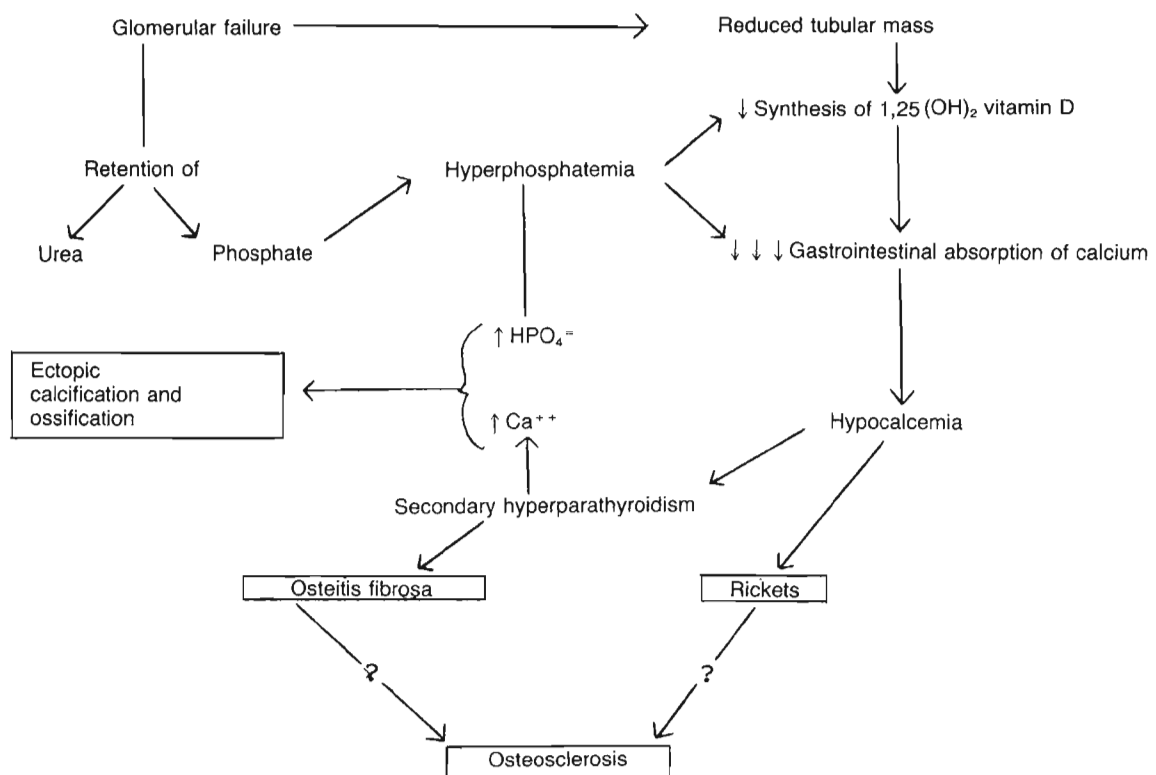 Glomerular failure
Reduced tubular mass
↓ Synthesis of 1,25 (OH)₂ vitamin D
Retention of
Hyperphosphatemia
Urea
Phosphate
↓ ↓ ↓ Gastrointestinal absorption of calcium
↑ HPO₄⁼
Ectopic
calcification and
ossification
↑ Ca⁺⁺
Hypocalcemia
Secondary hyperparathyroidism
Osteitis fibrosa
Rickets
?
?
Osteosclerosis